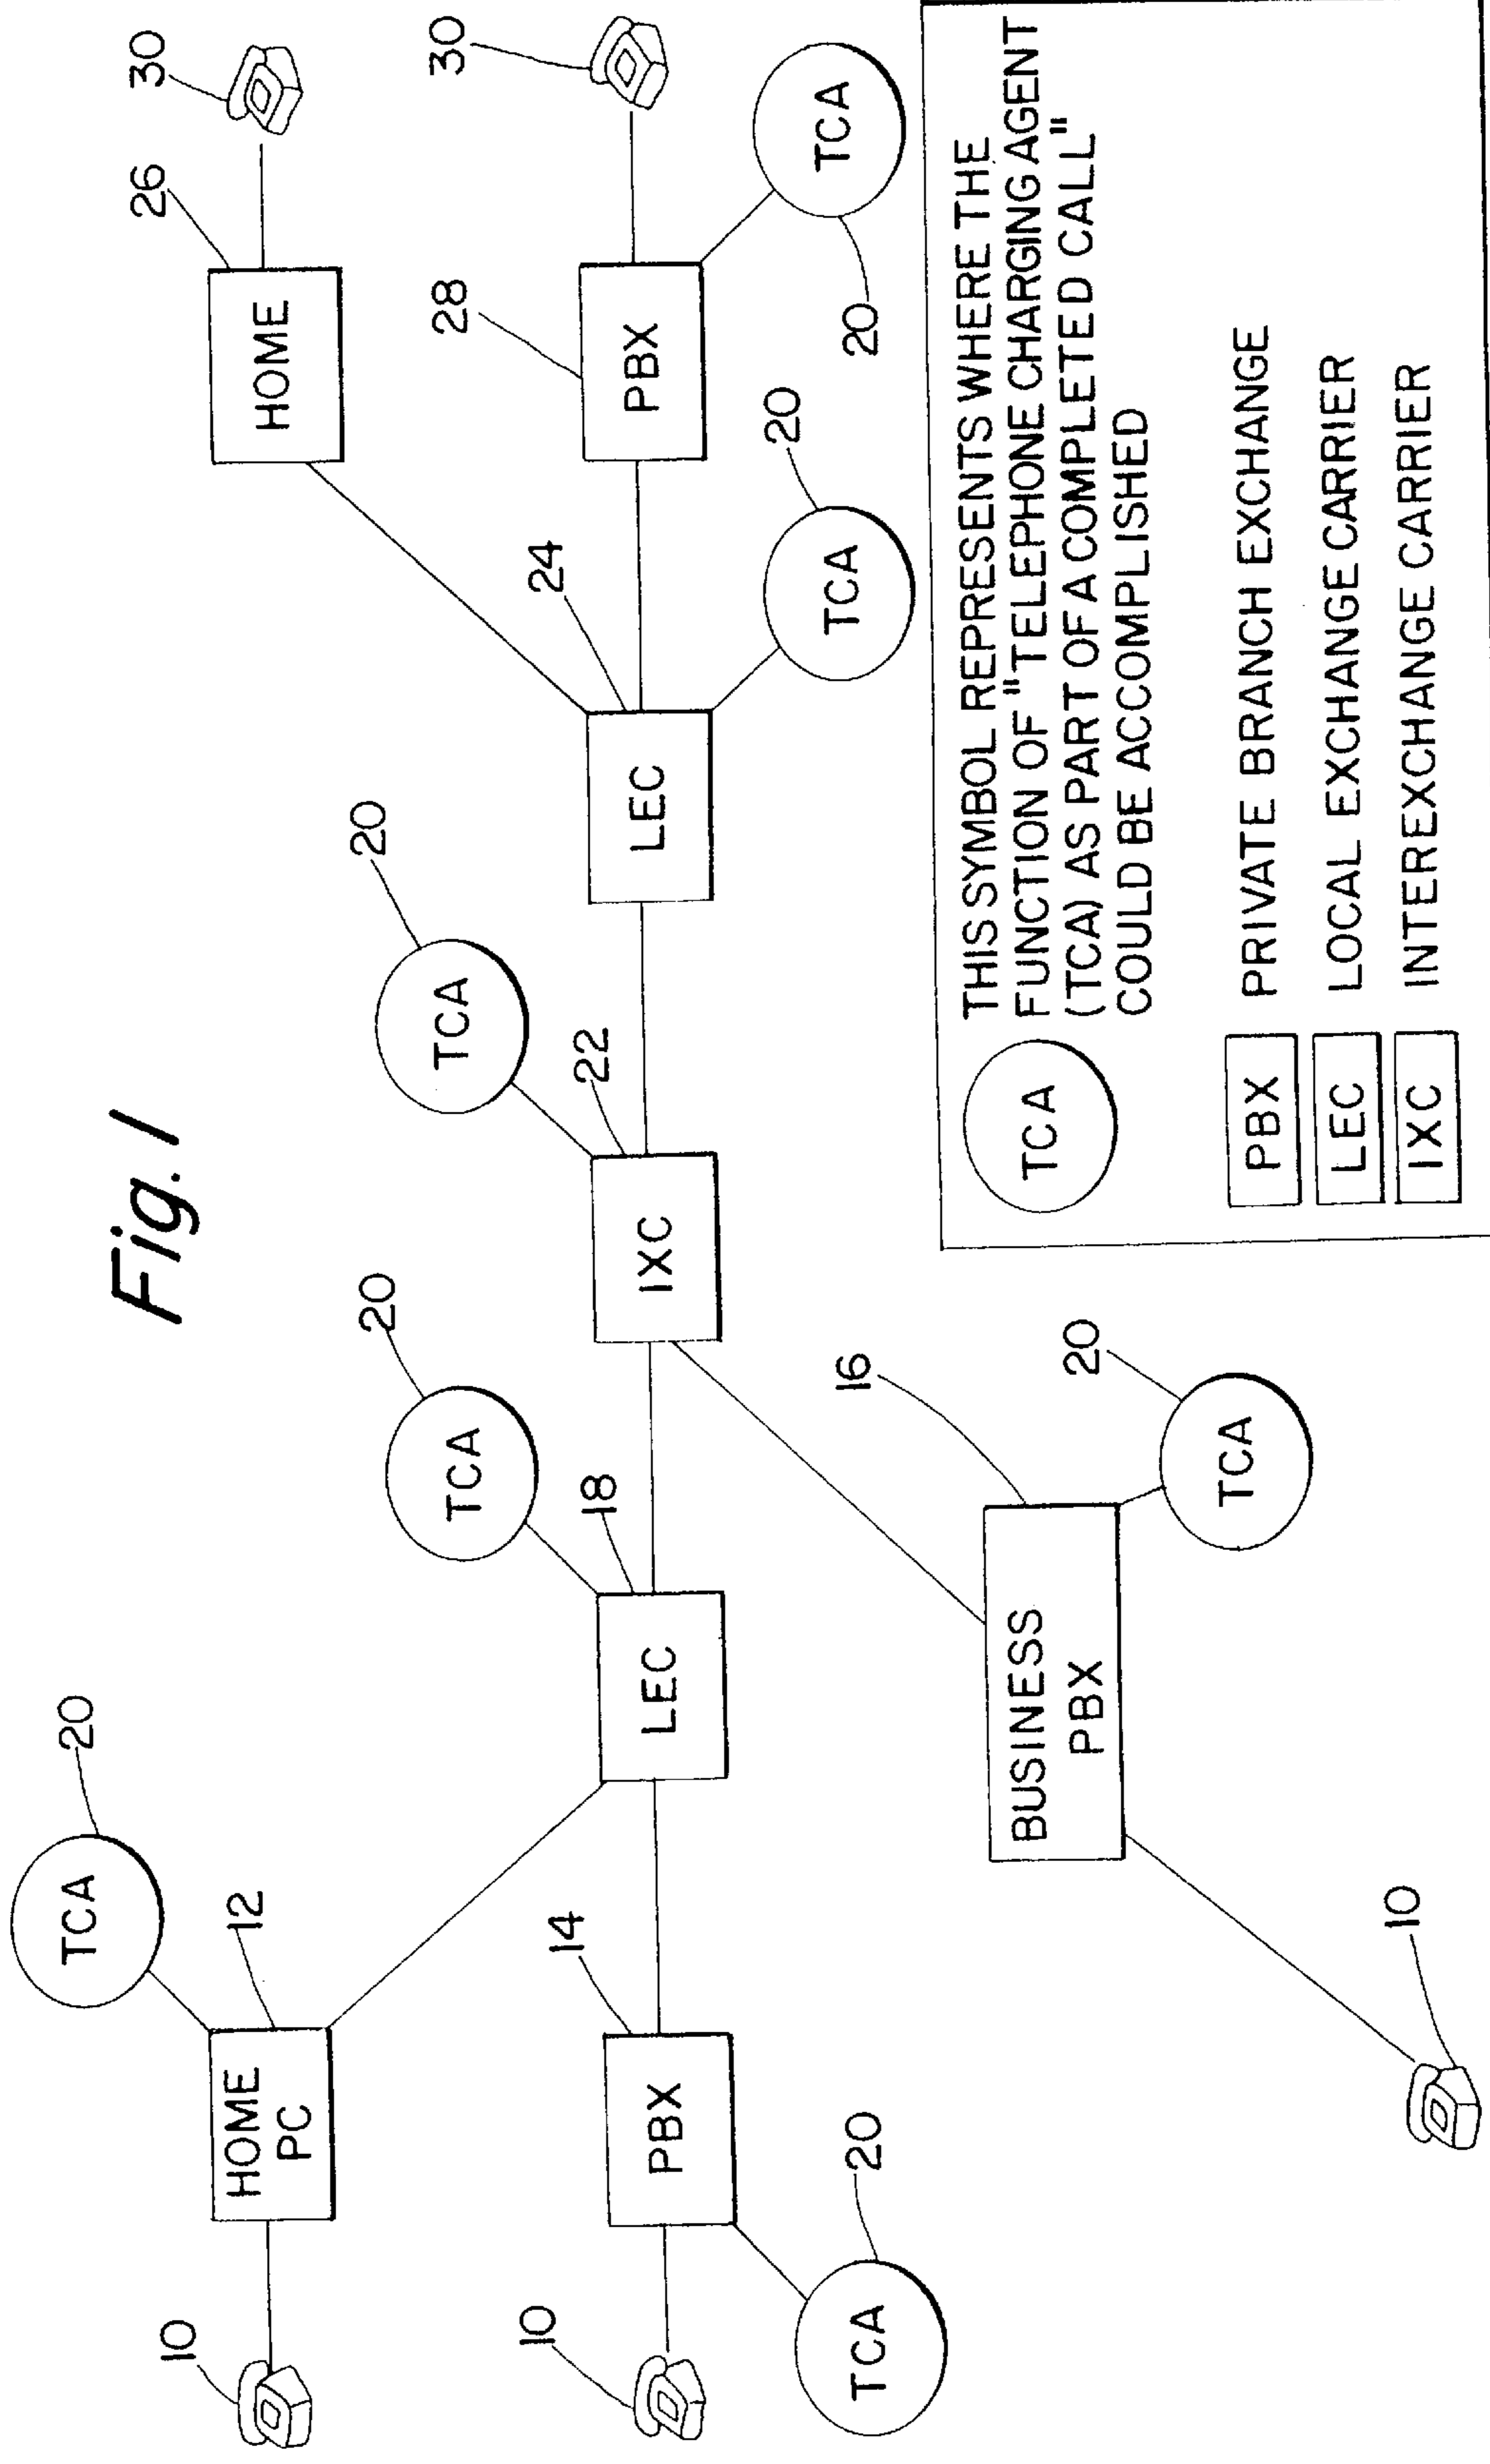 Fig. 1
20
TCA
12
HOME
PC
10
20
TCA
18
LEC
14
PBX
10
20
TCA
20
TCA
22
IXC
16
BUSINESS
PBX
20
TCA
10
20
TCA
24
LEC
26
HOME
30
28
PBX
30
20
TCA
TCA
THIS SYMBOL REPRESENTS WHERE THE
FUNCTION OF "TELEPHONE CHARGING AGENT
(TCA) AS PART OF A COMPLETED CALL"
COULD BE ACCOMPLISHED
PBX PRIVATE BRANCH EXCHANGE
LEC LOCAL EXCHANGE CARRIER
IXC INTEREXCHANGE CARRIER